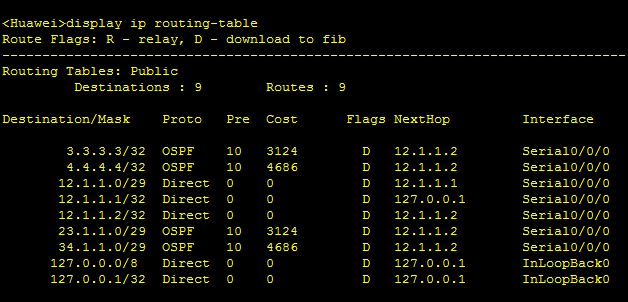 <Huawei>display ip routing-table
Route Flags: R - relay, D - download to fib
------------------------------------------------------------------------------
Routing Tables: Public
         Destinations : 9        Routes : 9

Destination/Mask    Proto   Pre  Cost      Flags NextHop         Interface

        3.3.3.3/32  OSPF    10   3124        D   12.1.1.2        Serial0/0/0
        4.4.4.4/32  OSPF    10   4686        D   12.1.1.2        Serial0/0/0
       12.1.1.0/29  Direct  0    0           D   12.1.1.1        Serial0/0/0
       12.1.1.1/32  Direct  0    0           D   127.0.0.1       Serial0/0/0
       12.1.1.2/32  Direct  0    0           D   12.1.1.2        Serial0/0/0
       23.1.1.0/29  OSPF    10   3124        D   12.1.1.2        Serial0/0/0
       34.1.1.0/29  OSPF    10   4686        D   12.1.1.2        Serial0/0/0
      127.0.0.0/8   Direct  0    0           D   127.0.0.1       InLoopBack0
      127.0.0.1/32  Direct  0    0           D   127.0.0.1       InLoopBack0